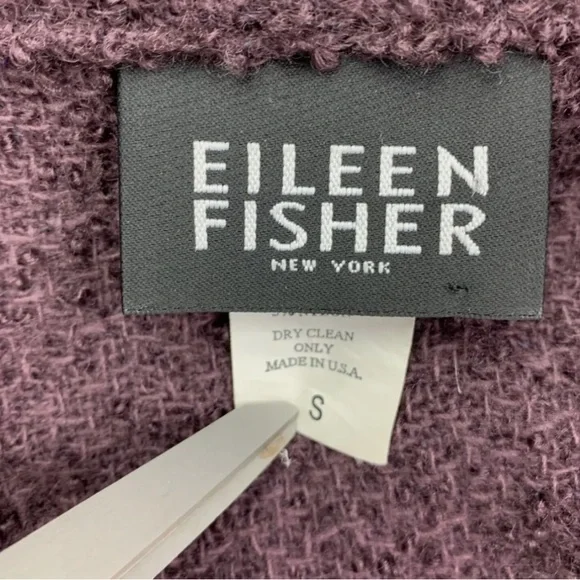 EILEEN
FISHER
NEW YORK
DRY CLEAN
ONLY
MADE IN U.S.A.
S